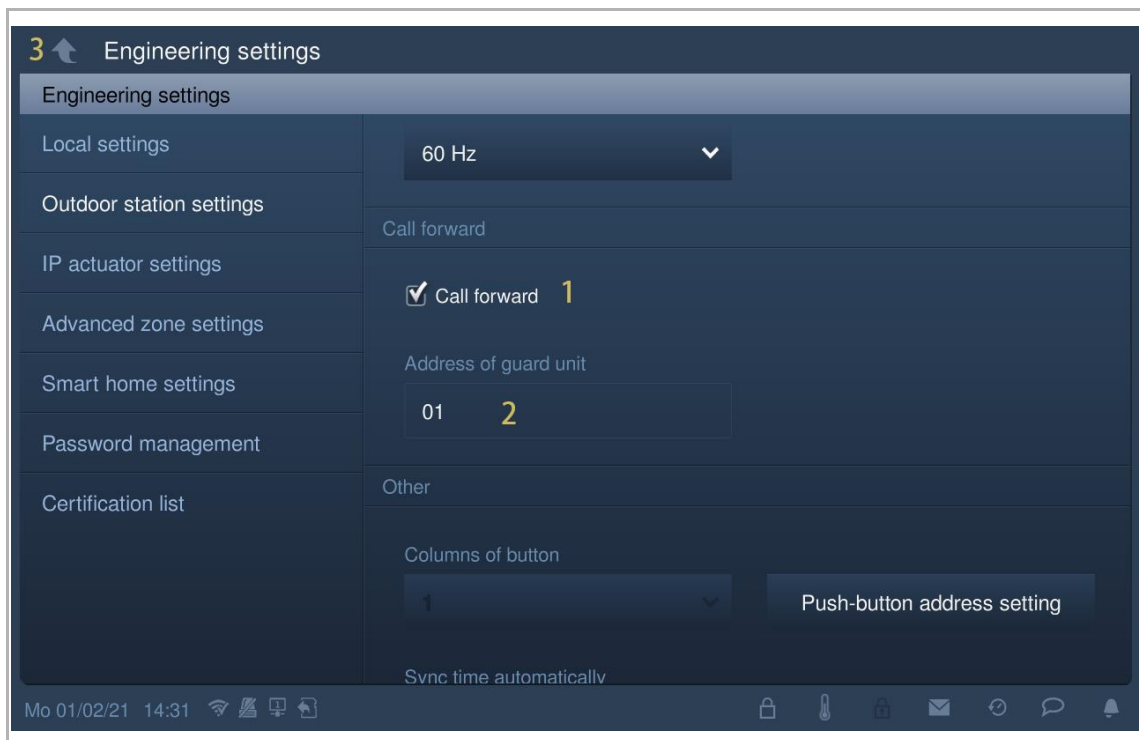 3 Engineering settings
Engineering settings
Local settings
Outdoor station settings
IP actuator settings
Advanced zone settings
Smart home settings
Password management
Certification list
60 Hz
Call forward
Call forward 1
Address of guard unit
01 2
Other
Columns of button
1
Push-button address setting
Sync time automatically
Mo 01/02/21 14:31